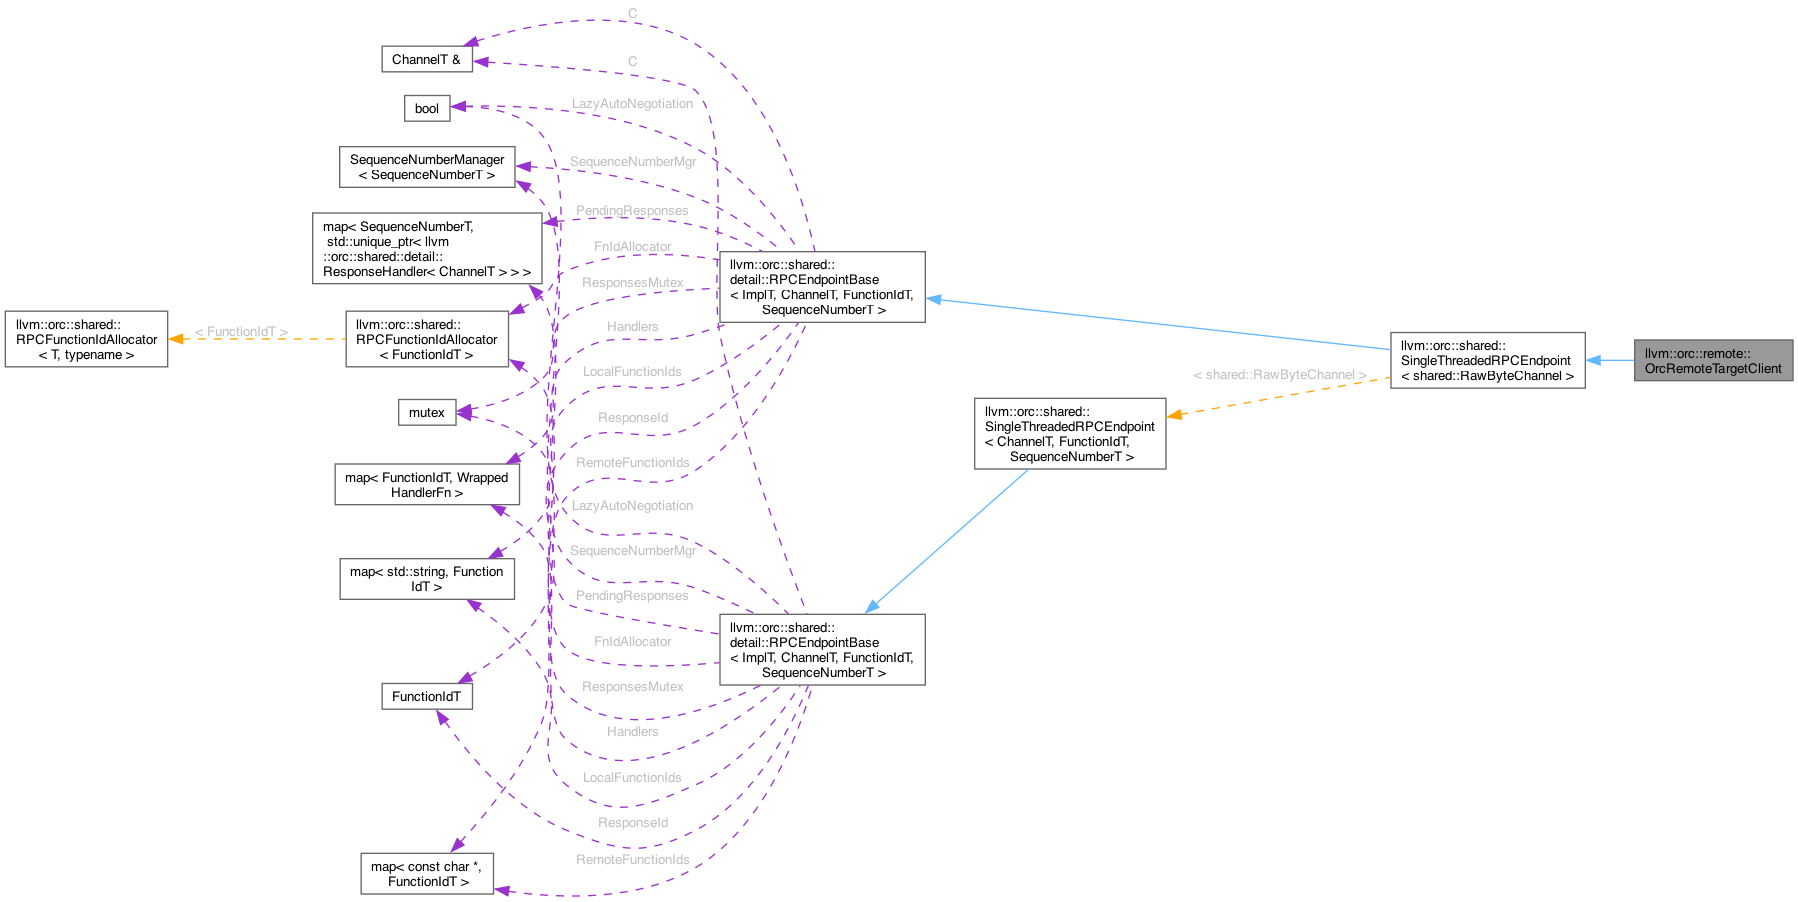 C
ChannelT &
C
bool
LazyAutoNegotiation
SequenceNumberManager
< SequenceNumberT >
SequenceNumberMgr
map< SequenceNumberT,
std::unique_ptr< llvm
::orc::shared::detail::
ResponseHandler< ChannelT > > >
PendingResponses
FnIdAllocator
ResponsesMutex
Handlers
LocalFunctionIds
ResponseId
RemoteFunctionIds
llvm::orc::shared::
detail::RPCEndpointBase
< ImplT, ChannelT, FunctionIdT,
SequenceNumberT >
llvm::orc::shared::
RPCFunctionIdAllocator
< T, typename >
< FunctionIdT >
llvm::orc::shared::
RPCFunctionIdAllocator
< FunctionIdT >
llvm::orc::shared::
SingleThreadedRPCEndpoint
< shared::RawByteChannel >
llvm::orc::remote::
OrcRemoteTargetClient
< shared::RawByteChannel >
mutex
llvm::orc::shared::
SingleThreadedRPCEndpoint
< ChannelT, FunctionIdT,
SequenceNumberT >
map< FunctionIdT, Wrapped
HandlerFn >
LazyAutoNegotiation
SequenceNumberMgr
map< std::string, Function
IdT >
PendingResponses
FnIdAllocator
llvm::orc::shared::
detail::RPCEndpointBase
< ImplT, ChannelT, FunctionIdT,
SequenceNumberT >
FunctionIdT
ResponsesMutex
Handlers
LocalFunctionIds
ResponseId
RemoteFunctionIds
map< const char *,
FunctionIdT >